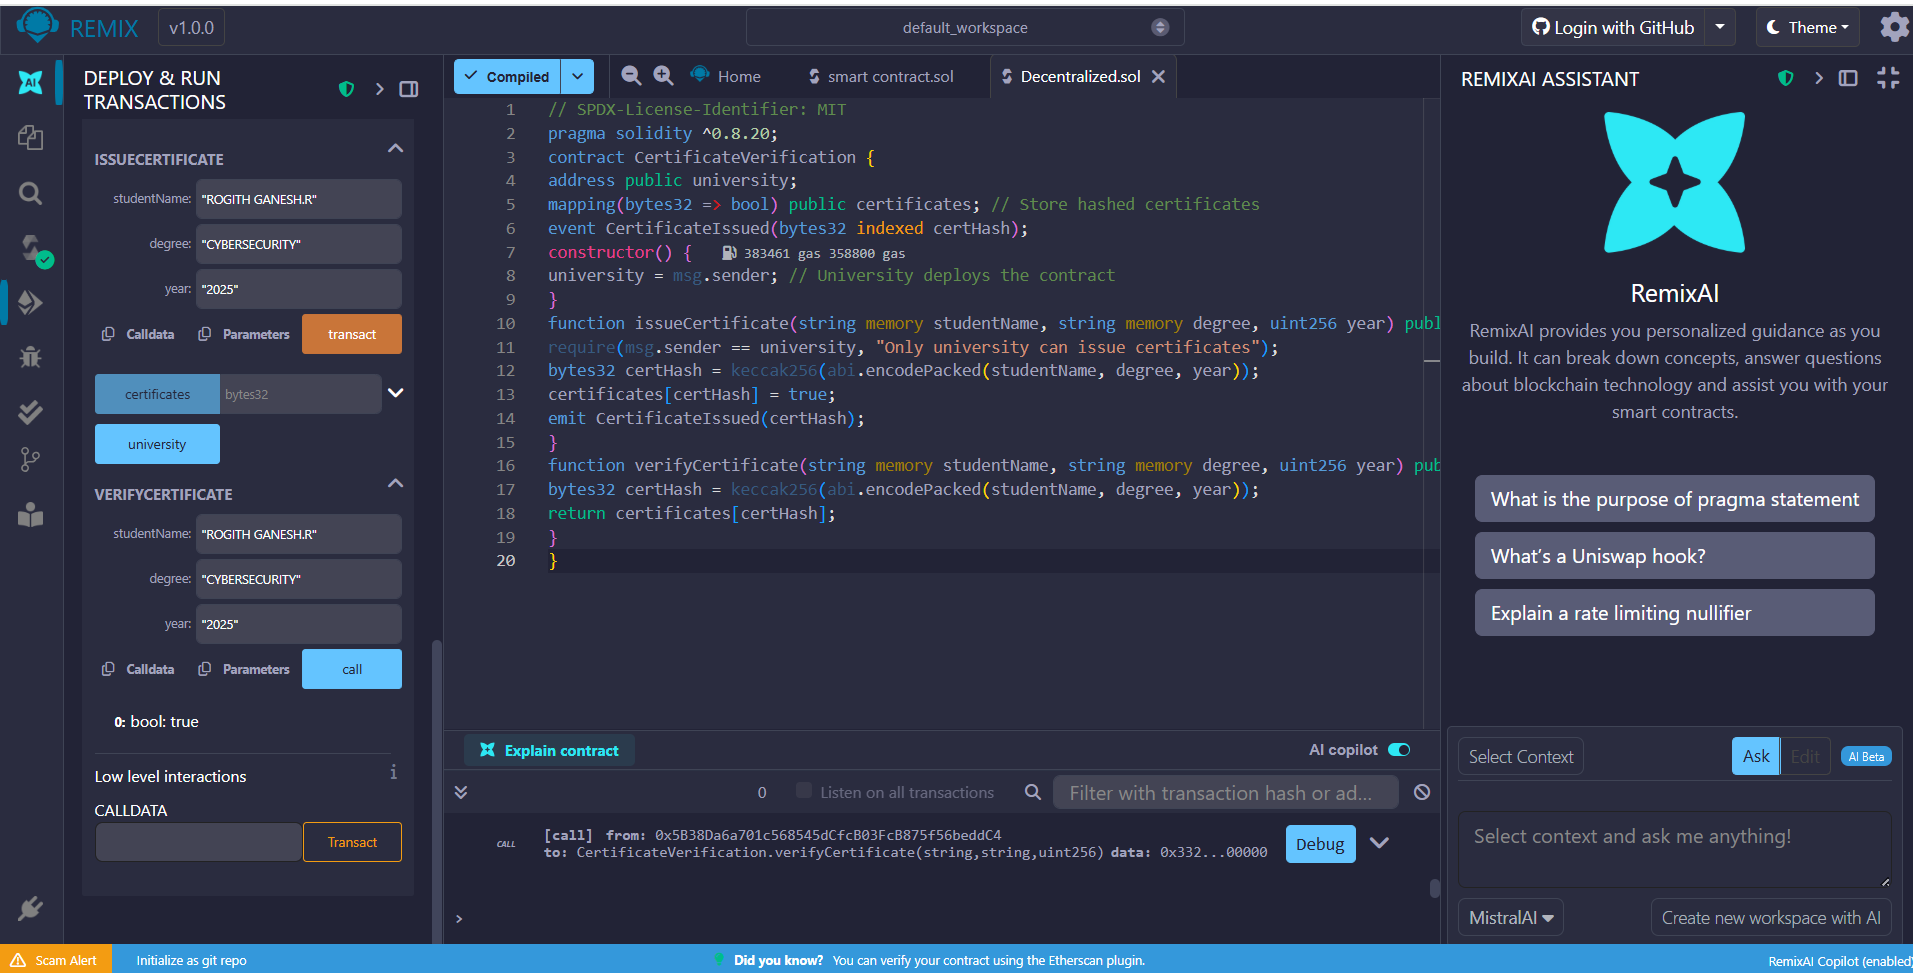 REMIX
v1.0.0
default_workspace
Login with GitHub
Theme
AI
DEPLOY & RUN
TRANSACTIONS
ISSUECERTIFICATE
studentName: "ROGITH GANESH.R"
degree: "CYBERSECURITY"
year: "2025"
Calldata Parameters transact
certificates bytes32
university
VERIFYCERTIFICATE
studentName: "ROGITH GANESH.R"
degree: "CYBERSECURITY"
year: "2025"
Calldata Parameters call
0: bool: true
Low level interactions i
CALLDATA
Transact
Compiled
Home smart contract.sol Decentralized.sol
1 // SPDX-License-Identifier: MIT
2 pragma solidity ^0.8.20;
3 contract CertificateVerification {
4 address public university;
5 mapping(bytes32 => bool) public certificates; // Store hashed certificates
6 event CertificateIssued(bytes32 indexed certHash);
7 constructor() { 383461 gas 358800 gas
8 university = msg.sender; // University deploys the contract
9 }
10 function issueCertificate(string memory studentName, string memory degree, uint256 year) publ
11 require(msg.sender == university, "Only university can issue certificates");
12 bytes32 certHash = keccak256(abi.encodePacked(studentName, degree, year));
13 certificates[certHash] = true;
14 emit CertificateIssued(certHash);
15 }
16 function verifyCertificate(string memory studentName, string memory degree, uint256 year) pub
17 bytes32 certHash = keccak256(abi.encodePacked(studentName, degree, year));
18 return certificates[certHash];
19 }
20 }
Explain contract
AI copilot
0 Listen on all transactions Filter with transaction hash or ad...
CALL [call] from: 0x5B38Da6a701c568545dCfcB03FcB875f56beddC4
to: CertificateVerification.verifyCertificate(string,string,uint256) data: 0x332...00000
Debug
>
REMIXAI ASSISTANT
RemixAI
RemixAI provides you personalized guidance as you
build. It can break down concepts, answer questions
about blockchain technology and assist you with your
smart contracts.
What is the purpose of pragma statement
What's a Uniswap hook?
Explain a rate limiting nullifier
Select Context
Ask Edit AI Beta
Select context and ask me anything!
MistralAI
Create new workspace with AI
Scam Alert
Initialize as git repo
Did you know? You can verify your contract using the Etherscan plugin.
RemixAI Copilot (enabled)